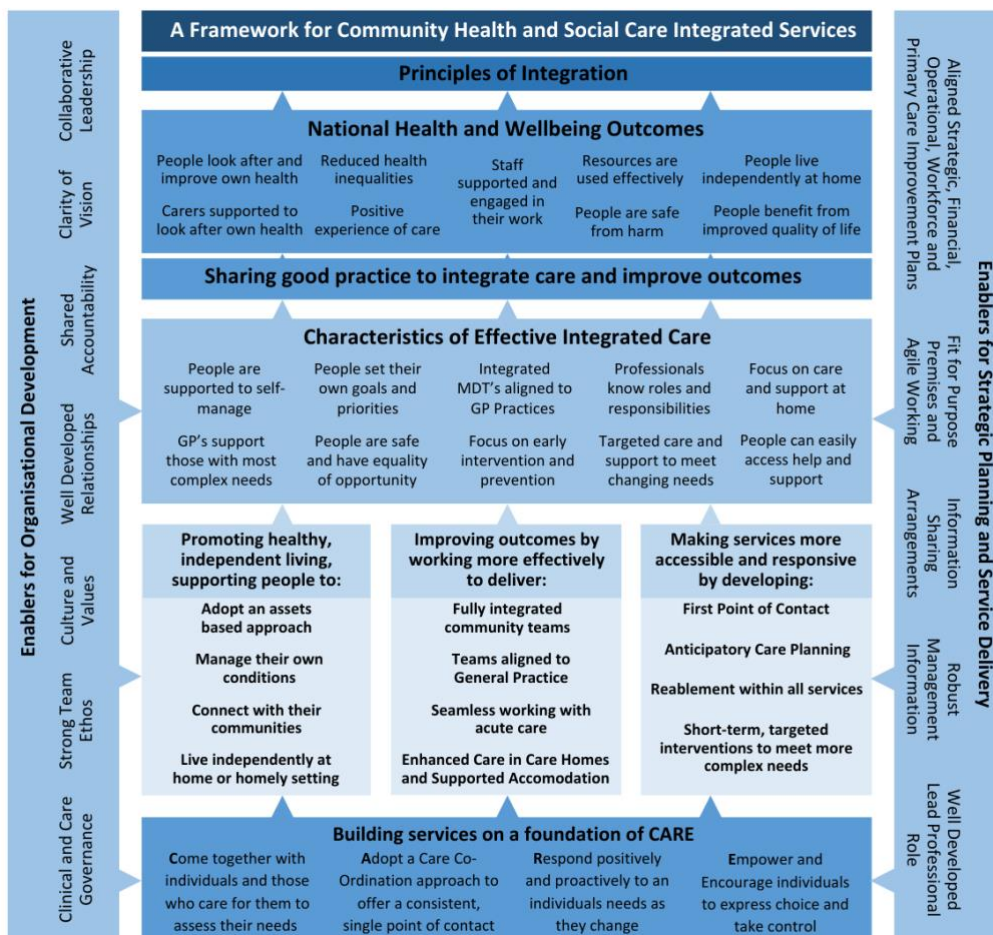 A Framework for Community Health and Social Care Integrated Services
Principles of Integration
National Health and Wellbeing Outcomes
People look after and
improve own health
Reduced health
inequalities
Staff
supported and
engaged in
their work
Resources are
used effectively
People live
independently at home
Carers supported to
look after own health
Positive
experience of care
People are safe
from harm
People benefit from
improved quality of life
Sharing good practice to integrate care and improve outcomes
Characteristics of Effective Integrated Care
People are
supported to self-
manage
People set their
own goals and
priorities
Integrated
MDT’s aligned to
GP Practices
Professionals
know roles and
responsibilities
Focus on care
and support at
home
GP’s support
those with most
complex needs
People are safe
and have equality
of opportunity
Focus on early
intervention and
prevention
Targeted care and
support to meet
changing needs
People can easily
access help and
support
Promoting healthy,
independent living,
supporting people to:
Adopt an assets
based approach
Manage their own
conditions
Connect with their
communities
Live independently at
home or homely setting
Improving outcomes by
working more effectively
to deliver:
Fully integrated
community teams
Teams aligned to
General Practice
Seamless working with
acute care
Enhanced Care in Care Homes
and Supported Accomodation
Making services more
accessible and responsive
by developing:
First Point of Contact
Anticipatory Care Planning
Reablement within all services
Short-term, targeted
interventions to meet more
complex needs
Building services on a foundation of CARE
Come together with
individuals and those
who care for them to
assess their needs
Adopt a Care Co-
Ordination approach to
offer a consistent,
single point of contact
Respond positively
and proactively to an
individuals needs as
they change
Empower and
Encourage individuals
to express choice and
take control
Enablers for Organisational Development
Collaborative
Leadership
Clarity of
Vision
Shared
Accountability
Well Developed
Relationships
Culture and
Values
Strong Team
Ethos
Clinical and Care
Governance
Enablers for Strategic Planning and Service Delivery
Aligned Strategic, Financial,
Operational, Workforce and
Primary Care Improvement Plans
Fit for Purpose
Premises and
Agile Working
Information
Sharing
Arrangements
Robust
Management
Information
Well Developed
Lead Professional
Role